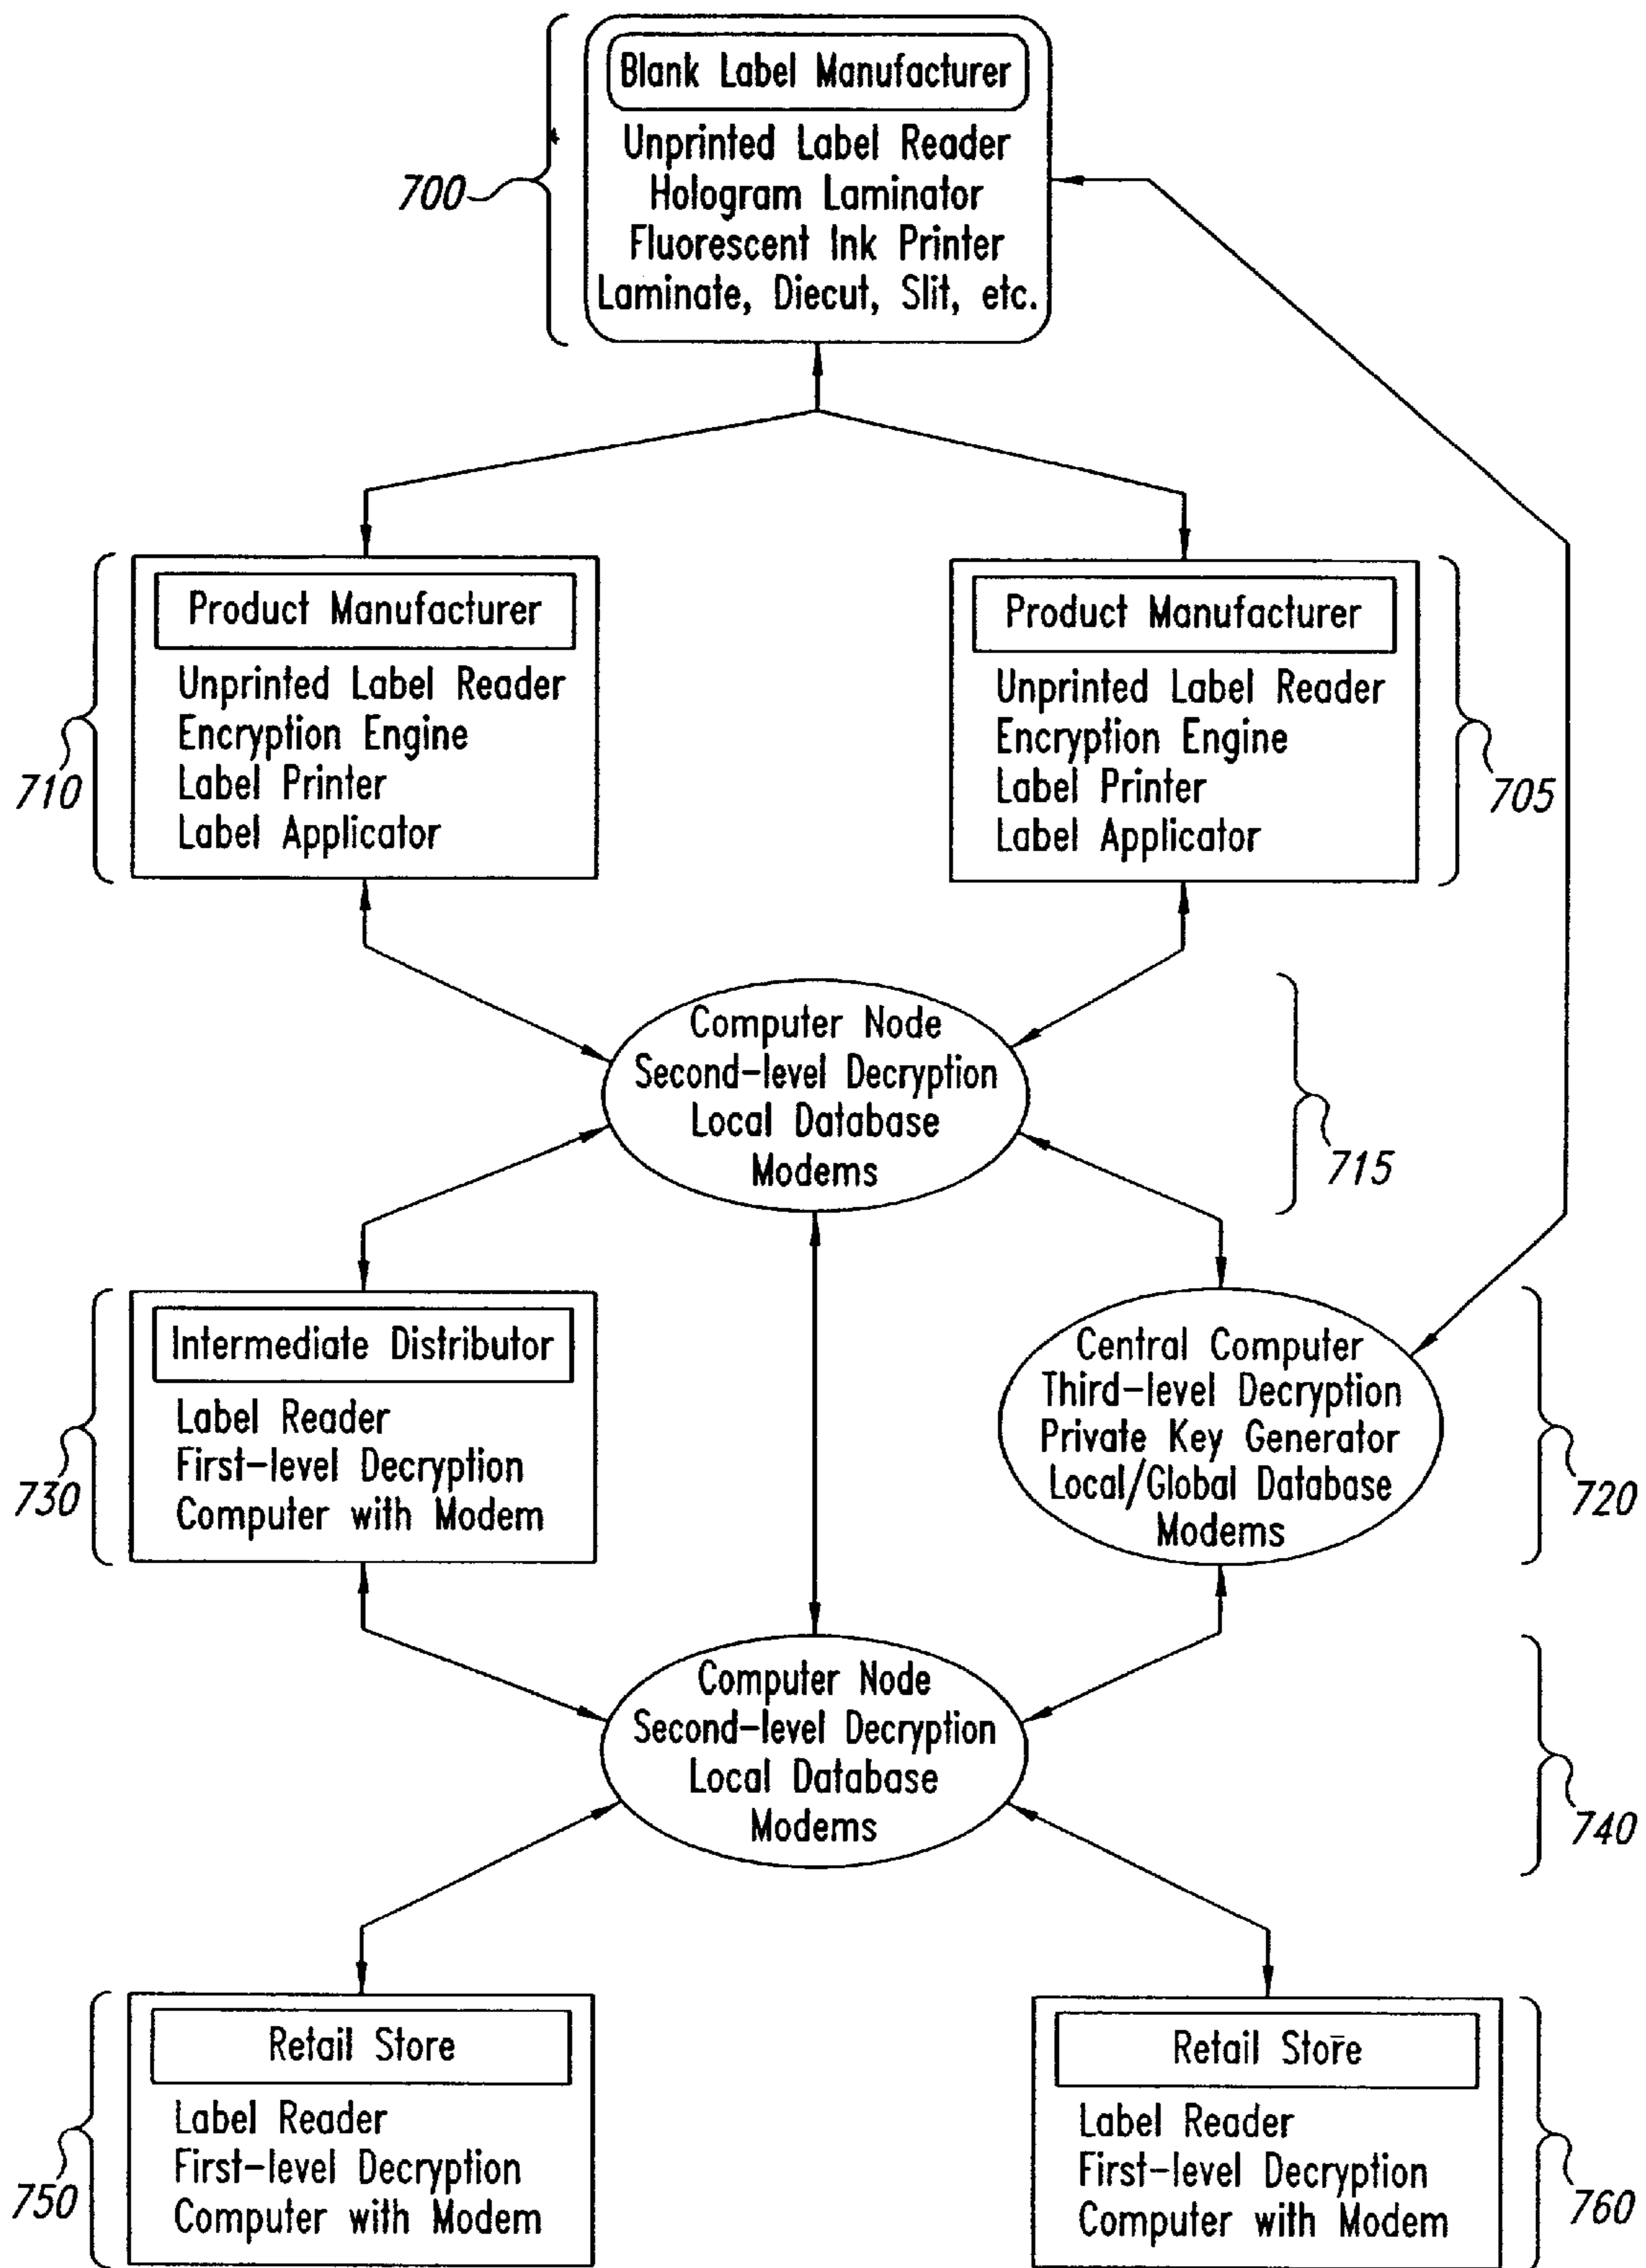 Blank Label Manufacturer
Unprinted Label Reader
Hologram Laminator
Fluorescent Ink Printer
Laminate, Diecut, Slit, etc.
700
Product Manufacturer
Unprinted Label Reader
Encryption Engine
Label Printer
Label Applicator
710
Product Manufacturer
Unprinted Label Reader
Encryption Engine
Label Printer
Label Applicator
705
Computer Node
Second-level Decryption
Local Database
Modems
715
Intermediate Distributor
Label Reader
First-level Decryption
Computer with Modem
730
Central Computer
Third-level Decryption
Private Key Generator
Local/Global Database
Modems
720
Computer Node
Second-level Decryption
Local Database
Modems
740
Retail Store
Label Reader
First-level Decryption
Computer with Modem
750
Retail Store
Label Reader
First-level Decryption
Computer with Modem
760